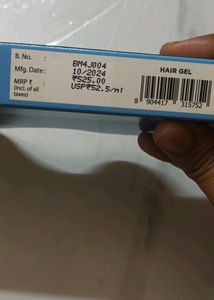 B. No. : BM4J004
Mfg. Date: 10/2024
MRP ₹ : ₹525.00
(Incl. of all taxes) USP₹52.5/ml
HAIR GEL
8 904417 315752